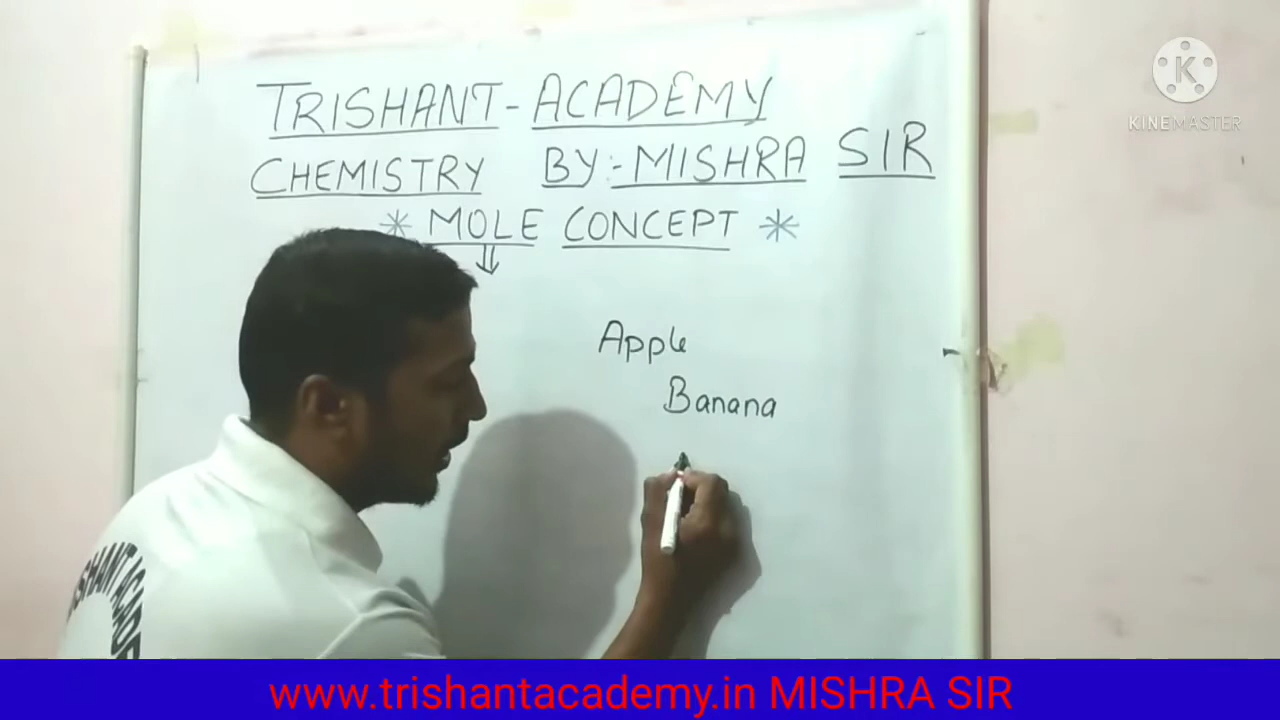 TRISHANT-ACADEMY
CHEMISTRY BY:-MISHRA SIR
* MOLE CONCEPT *
⇓
Apple
Banana
KINEMASTER
www.trishantacademy.in MISHRA SIR